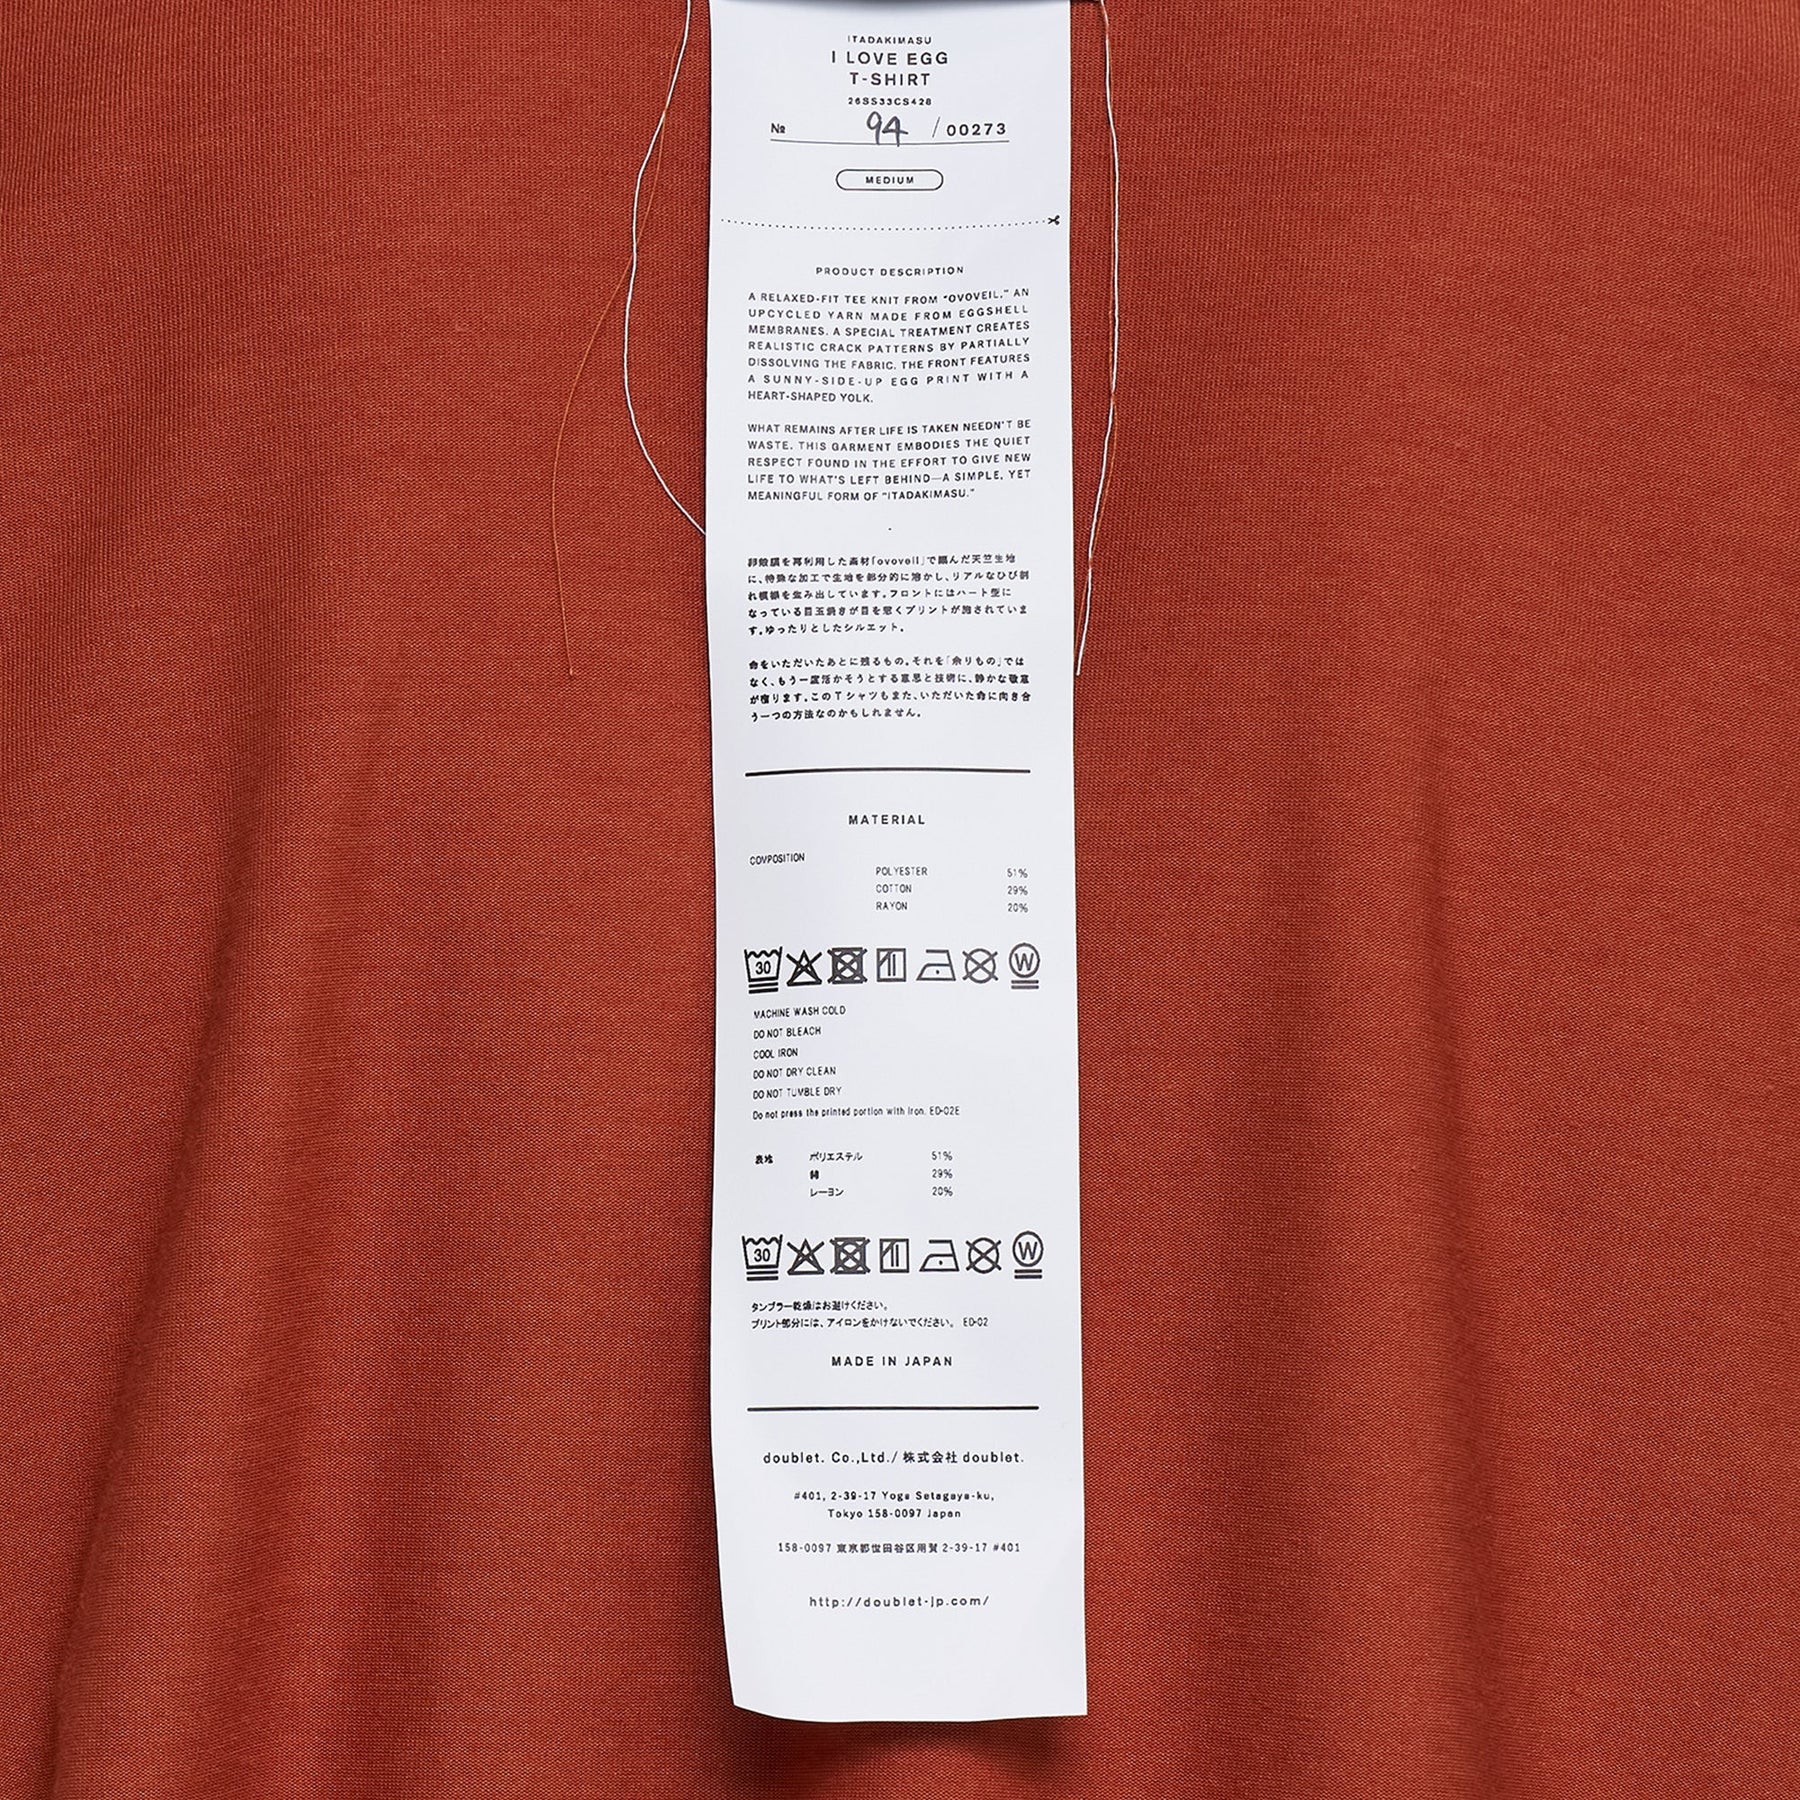 ITADAKIMASU
I LOVE EGG
T-SHIRT
26SS33CS428
№ 94 /00273
MEDIUM
PRODUCT DESCRIPTION
A RELAXED-FIT TEE KNIT FROM "OVOVEIL." AN
UPCYCLED YARN MADE FROM EGGSHELL
MEMBRANES. A SPECIAL TREATMENT CREATES
REALISTIC CRACK PATTERNS BY PARTIALLY
DISSOLVING THE FABRIC. THE FRONT FEATURES
A SUNNY-SIDE-UP EGG PRINT WITH A
HEART-SHAPED YOLK.
WHAT REMAINS AFTER LIFE IS TAKEN NEEDN'T BE
WASTE. THIS GARMENT EMBODIES THE QUIET
RESPECT FOUND IN THE EFFORT TO GIVE NEW
LIFE TO WHAT'S LEFT BEHIND—A SIMPLE, YET
MEANINGFUL FORM OF "ITADAKIMASU."
卵殻膜を再利用した素材「ovoveil」で編んだ天竺生地
に、特殊な加工で生地を部分的に溶かし、リアルなひび割
れ模様を生み出しています。フロントにはハート型に
なっている目玉焼きが目を惹くプリントが施されていま
す。ゆったりとしたシルエット。
命をいただいたあとに残るもの。それを「余りもの」では
なく、もう一度活かそうとする意思と技術に、静かな敬意
が宿ります。このTシャツもまた、いただいた命に向き合
う一つの方法なのかもしれません。
MATERIAL
COMPOSITION
POLYESTER 51%
COTTON 29%
RAYON 20%
30 W
MACHINE WASH COLD
DO NOT BLEACH
COOL IRON
DO NOT DRY CLEAN
DO NOT TUMBLE DRY
Do not press the printed portion with iron. ED-02E
表地 ポリエステル 51%
綿 29%
レーヨン 20%
30 W
タンブラー乾燥はお避けください。
プリント部分には、アイロンをかけないでください。 ED-02
MADE IN JAPAN
doublet. Co.,Ltd./ 株式会社 doublet.
#401, 2-39-17 Yoga Setagaya-ku,
Tokyo 158-0097 Japan
158-0097 東京都世田谷区用賀 2-39-17 #401
http://doublet-jp.com/